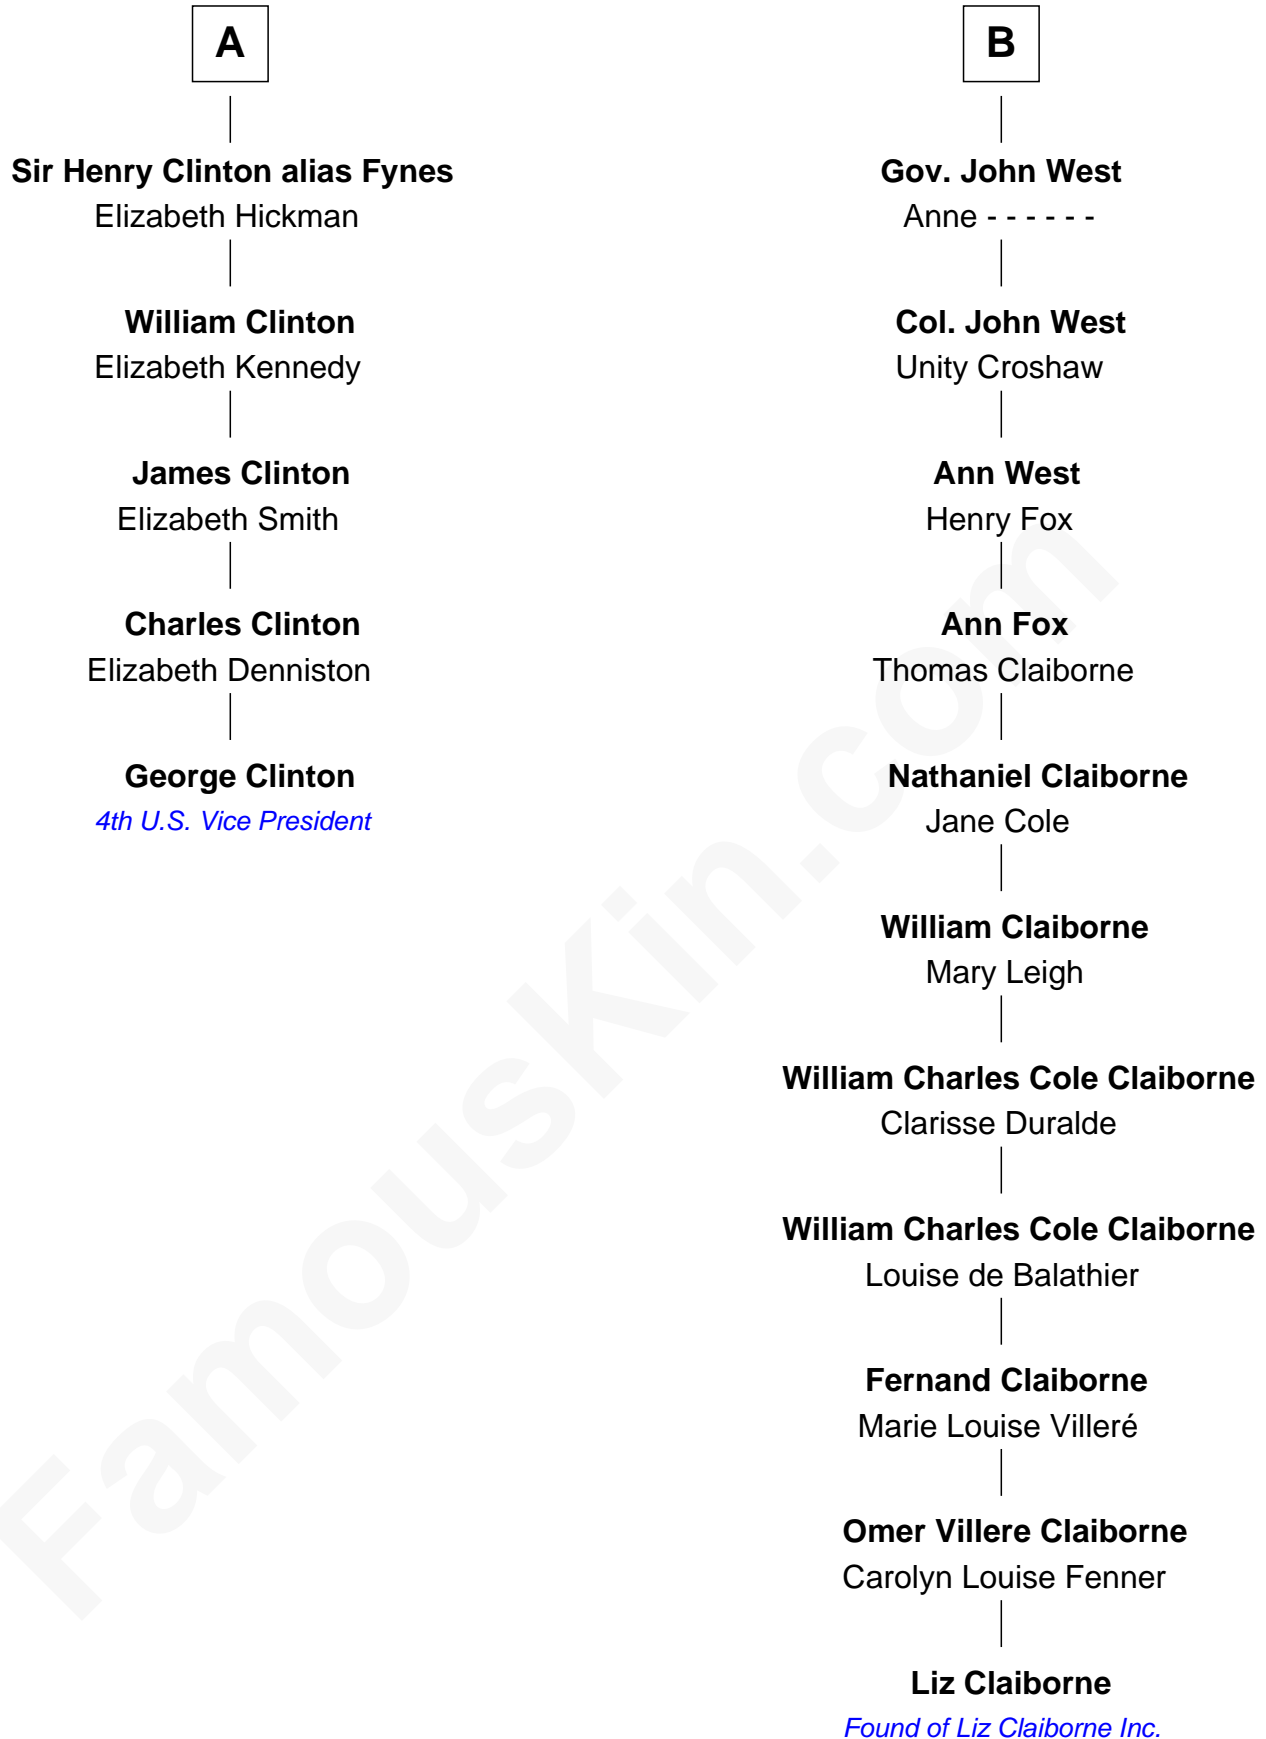 A
Sir Henry Clinton alias Fynes
Elizabeth Hickman
William Clinton
Elizabeth Kennedy
James Clinton
Elizabeth Smith
Charles Clinton
Elizabeth Denniston
George Clinton
4th U.S. Vice President
B
Gov. John West
Anne - - - - - -
Col. John West
Unity Croshaw
Ann West
Henry Fox
Ann Fox
Thomas Claiborne
Nathaniel Claiborne
Jane Cole
William Claiborne
Mary Leigh
William Charles Cole Claiborne
Clarisse Duralde
William Charles Cole Claiborne
Louise de Balathier
Fernand Claiborne
Marie Louise Villeré
Omer Villere Claiborne
Carolyn Louise Fenner
Liz Claiborne
Found of Liz Claiborne Inc.
FamousKin.com